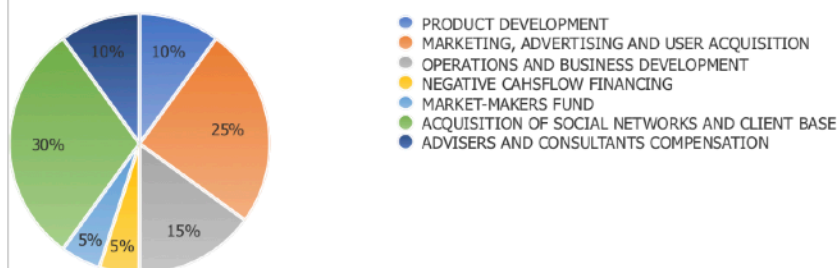 10%
10%
25%
30%
15%
5%
5%
PRODUCT DEVELOPMENT
MARKETING, ADVERTISING AND USER ACQUISITION
OPERATIONS AND BUSINESS DEVELOPMENT
NEGATIVE CAHSFLOW FINANCING
MARKET-MAKERS FUND
ACQUISITION OF SOCIAL NETWORKS AND CLIENT BASE
ADVISERS AND CONSULTANTS COMPENSATION